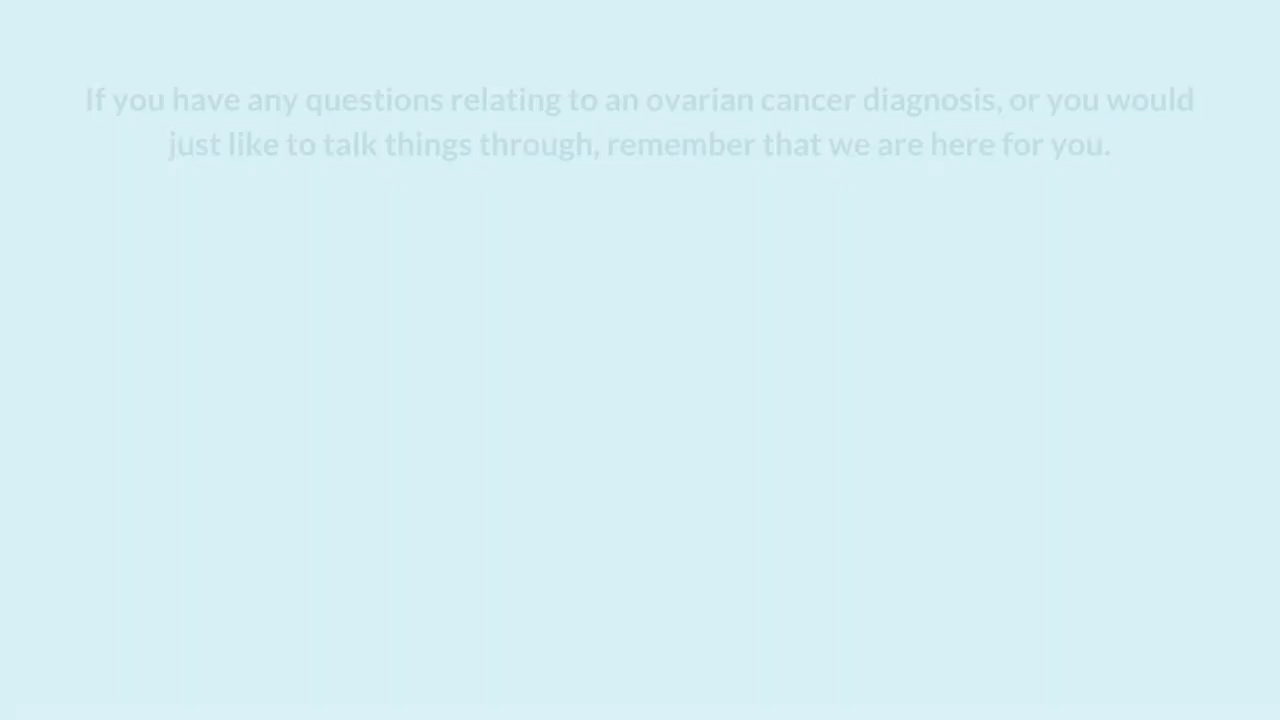 If you have any questions relating to an ovarian cancer diagnosis, or you would
just like to talk things through, remember that we are here for you.